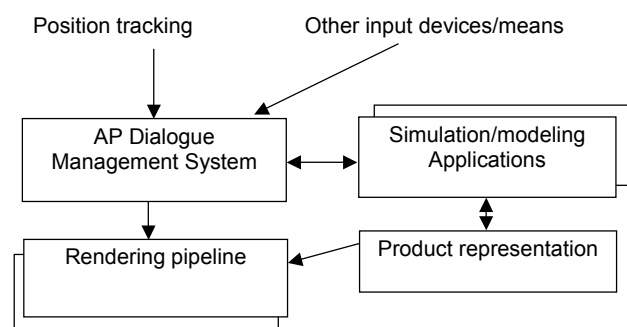 Position tracking
Other input devices/means
AP Dialogue
Management System
Simulation/modeling
Applications
Rendering pipeline
Product representation